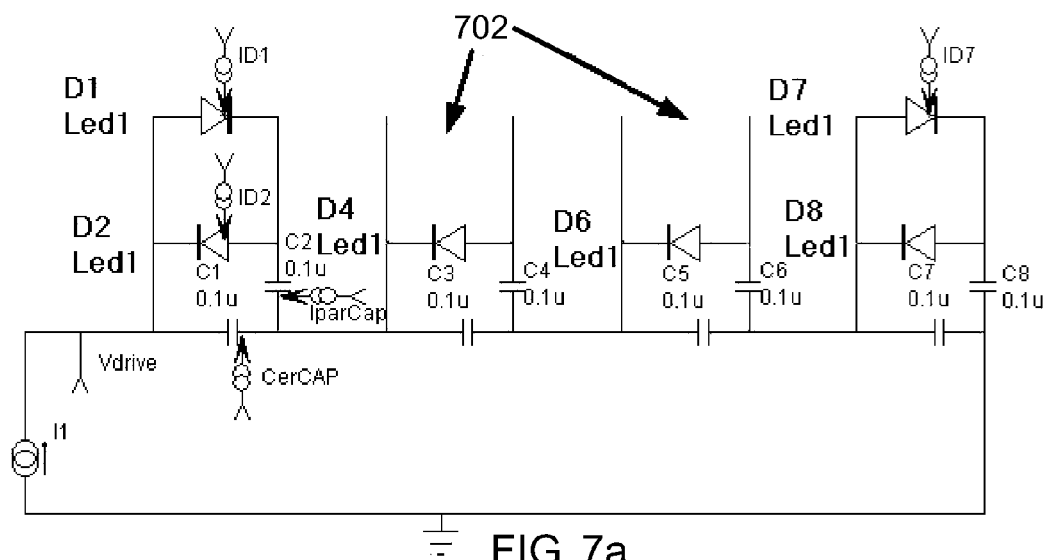 702
ID1
ID7
D1
Led1
D7
Led1
ID2
D2
Led1
D4
Led1
D6
Led1
D8
Led1
C1
0.1u
C2
0.1u
C3
0.1u
C4
0.1u
C5
0.1u
C6
0.1u
C7
0.1u
C8
0.1u
IparCap
Vdrive
CerCAP
I1
FIG. 7a